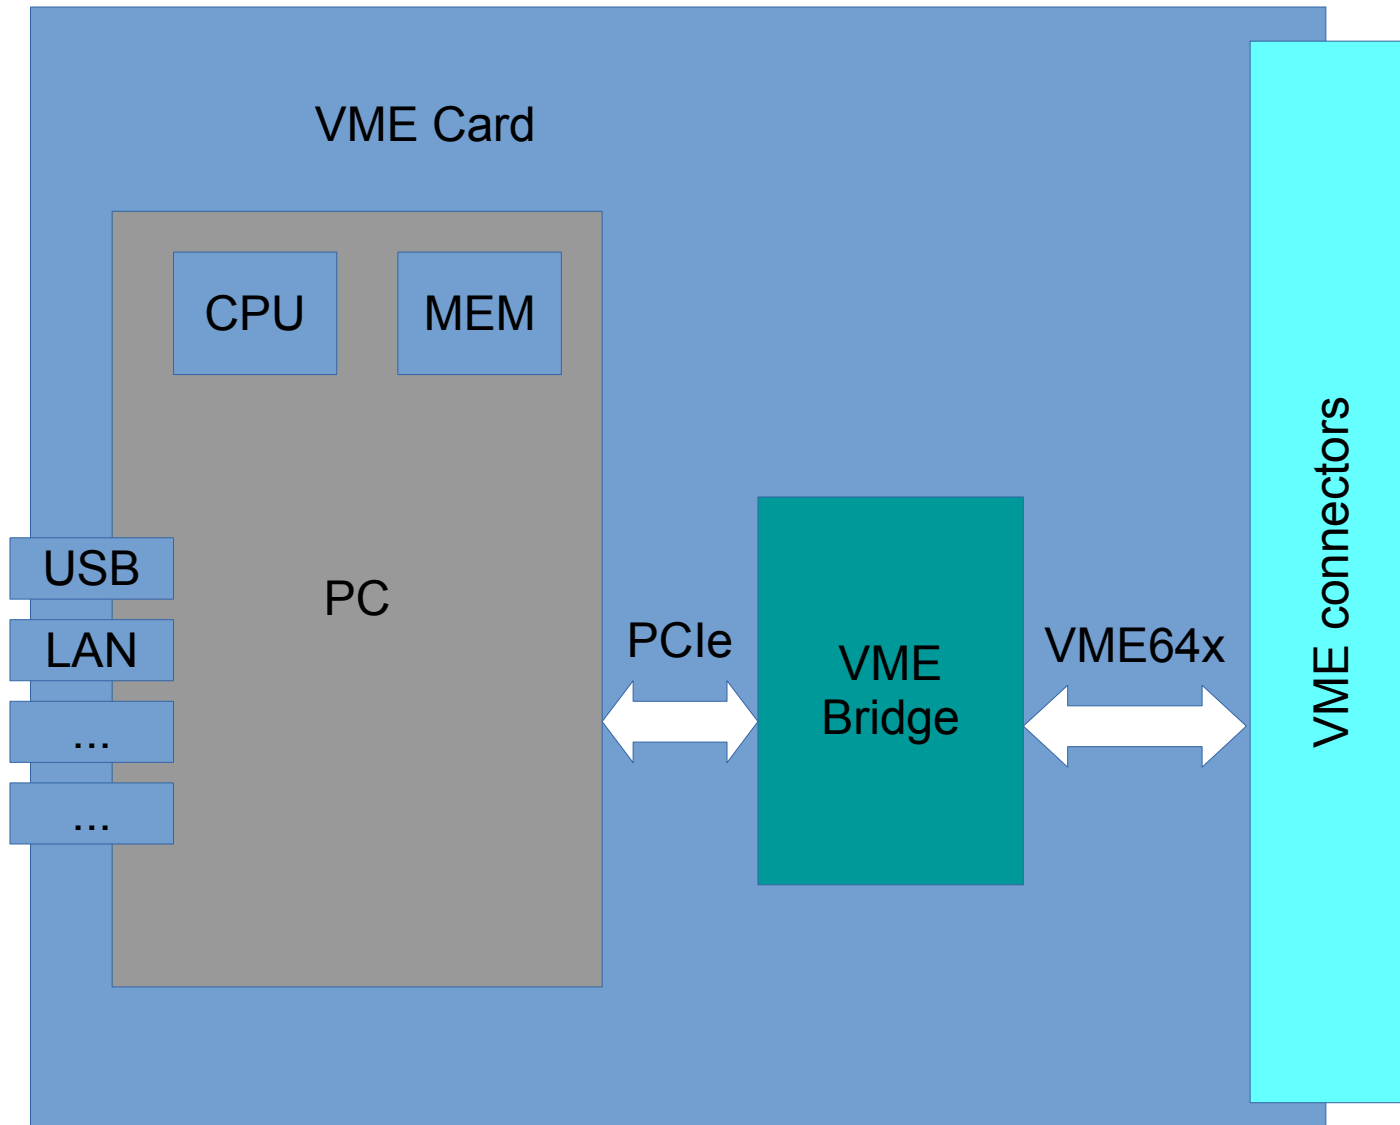 VME Card
CPU
MEM
USB
LAN
...
...
PC
PCIe
VME
Bridge
VME64x
VME connectors